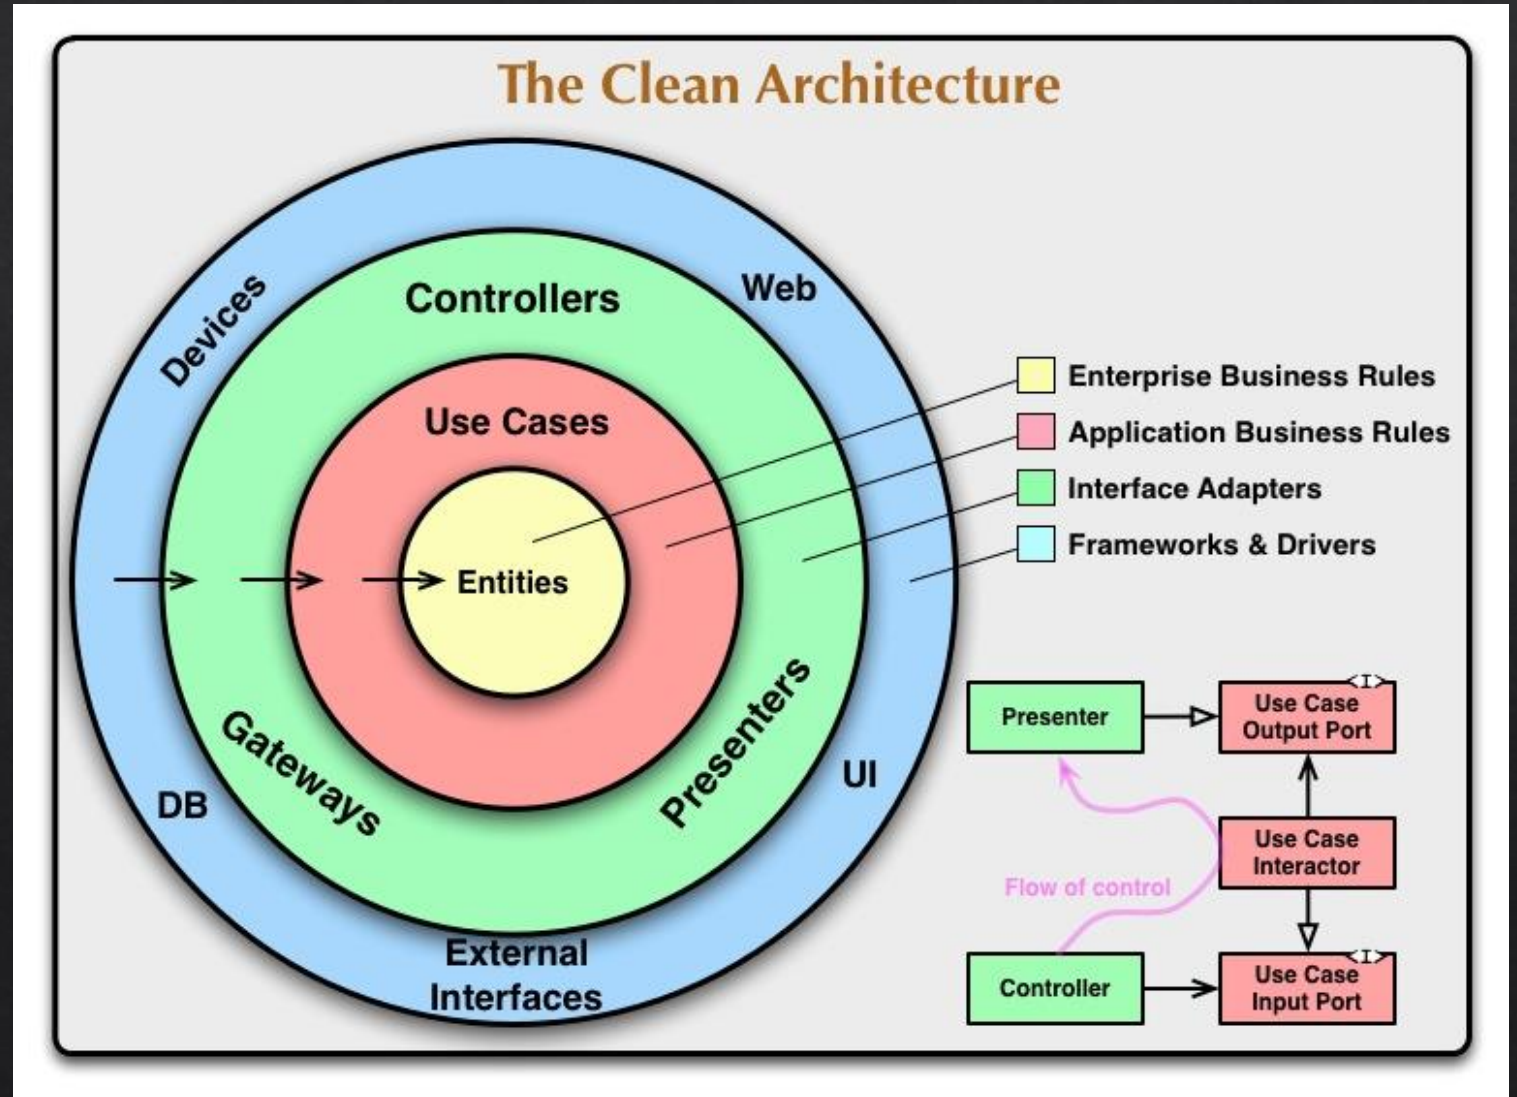 The Clean Architecture
Devices
Controllers
Web
Use Cases
Entities
Gateways
Presenters
DB
UI
External
Interfaces
Enterprise Business Rules
Application Business Rules
Interface Adapters
Frameworks & Drivers
Presenter
<I>
Use Case
Output Port
Use Case
Interactor
Flow of control
Controller
<I>
Use Case
Input Port